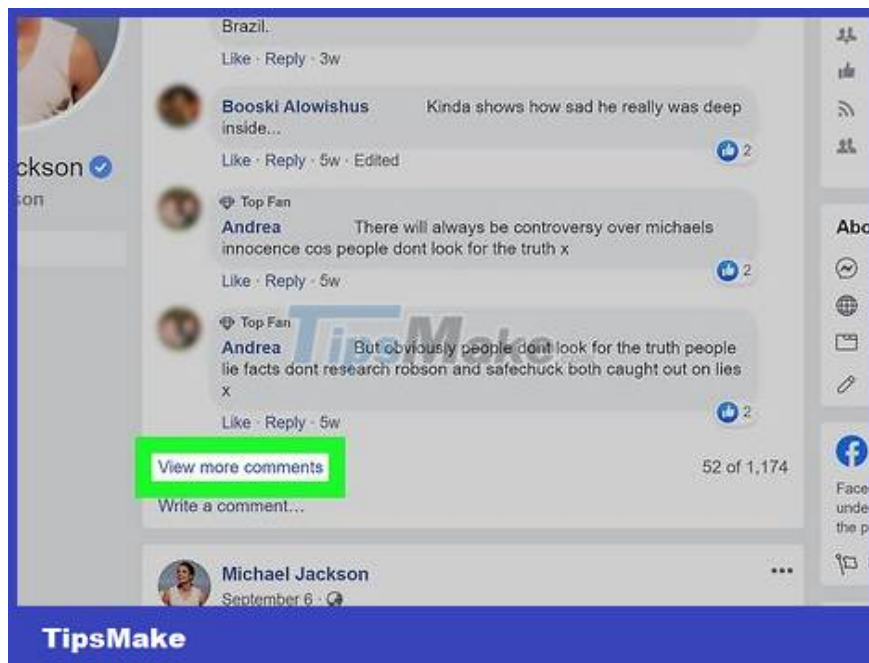 Brazil.
Like · Reply · 3w
Booski Alowishus Kinda shows how sad he really was deep
inside...
2
Like · Reply · 5w · Edited
ckson
son
Top Fan
Andrea There will always be controversy over michaels
innocence cos people dont look for the truth x
2
Like · Reply · 5w
Top Fan
Andrea But obviously people dont look for the truth people
lie facts dont research robson and safechuck both caught out on lies
x
2
Like · Reply · 5w
TipsMake
View more comments 52 of 1,174
Write a comment...
Michael Jackson
September 6 ·
Abo
Face
unde
the p
TipsMake